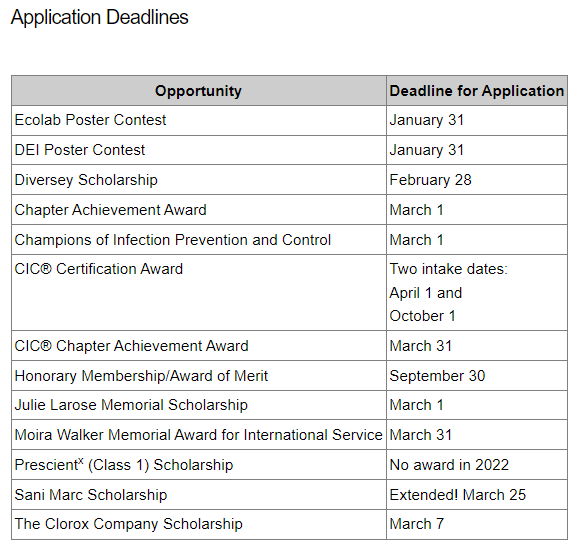 Application Deadlines
Opportunity Deadline for Application
Ecolab Poster Contest January 31
DEI Poster Contest January 31
Diversey Scholarship February 28
Chapter Achievement Award March 1
Champions of Infection Prevention and Control March 1
CIC® Certification Award Two intake dates:
April 1 and
October 1
CIC® Chapter Achievement Award March 31
Honorary Membership/Award of Merit September 30
Julie Larose Memorial Scholarship March 1
Moira Walker Memorial Award for International Service March 31
Prescientˣ (Class 1) Scholarship No award in 2022
Sani Marc Scholarship Extended! March 25
The Clorox Company Scholarship March 7